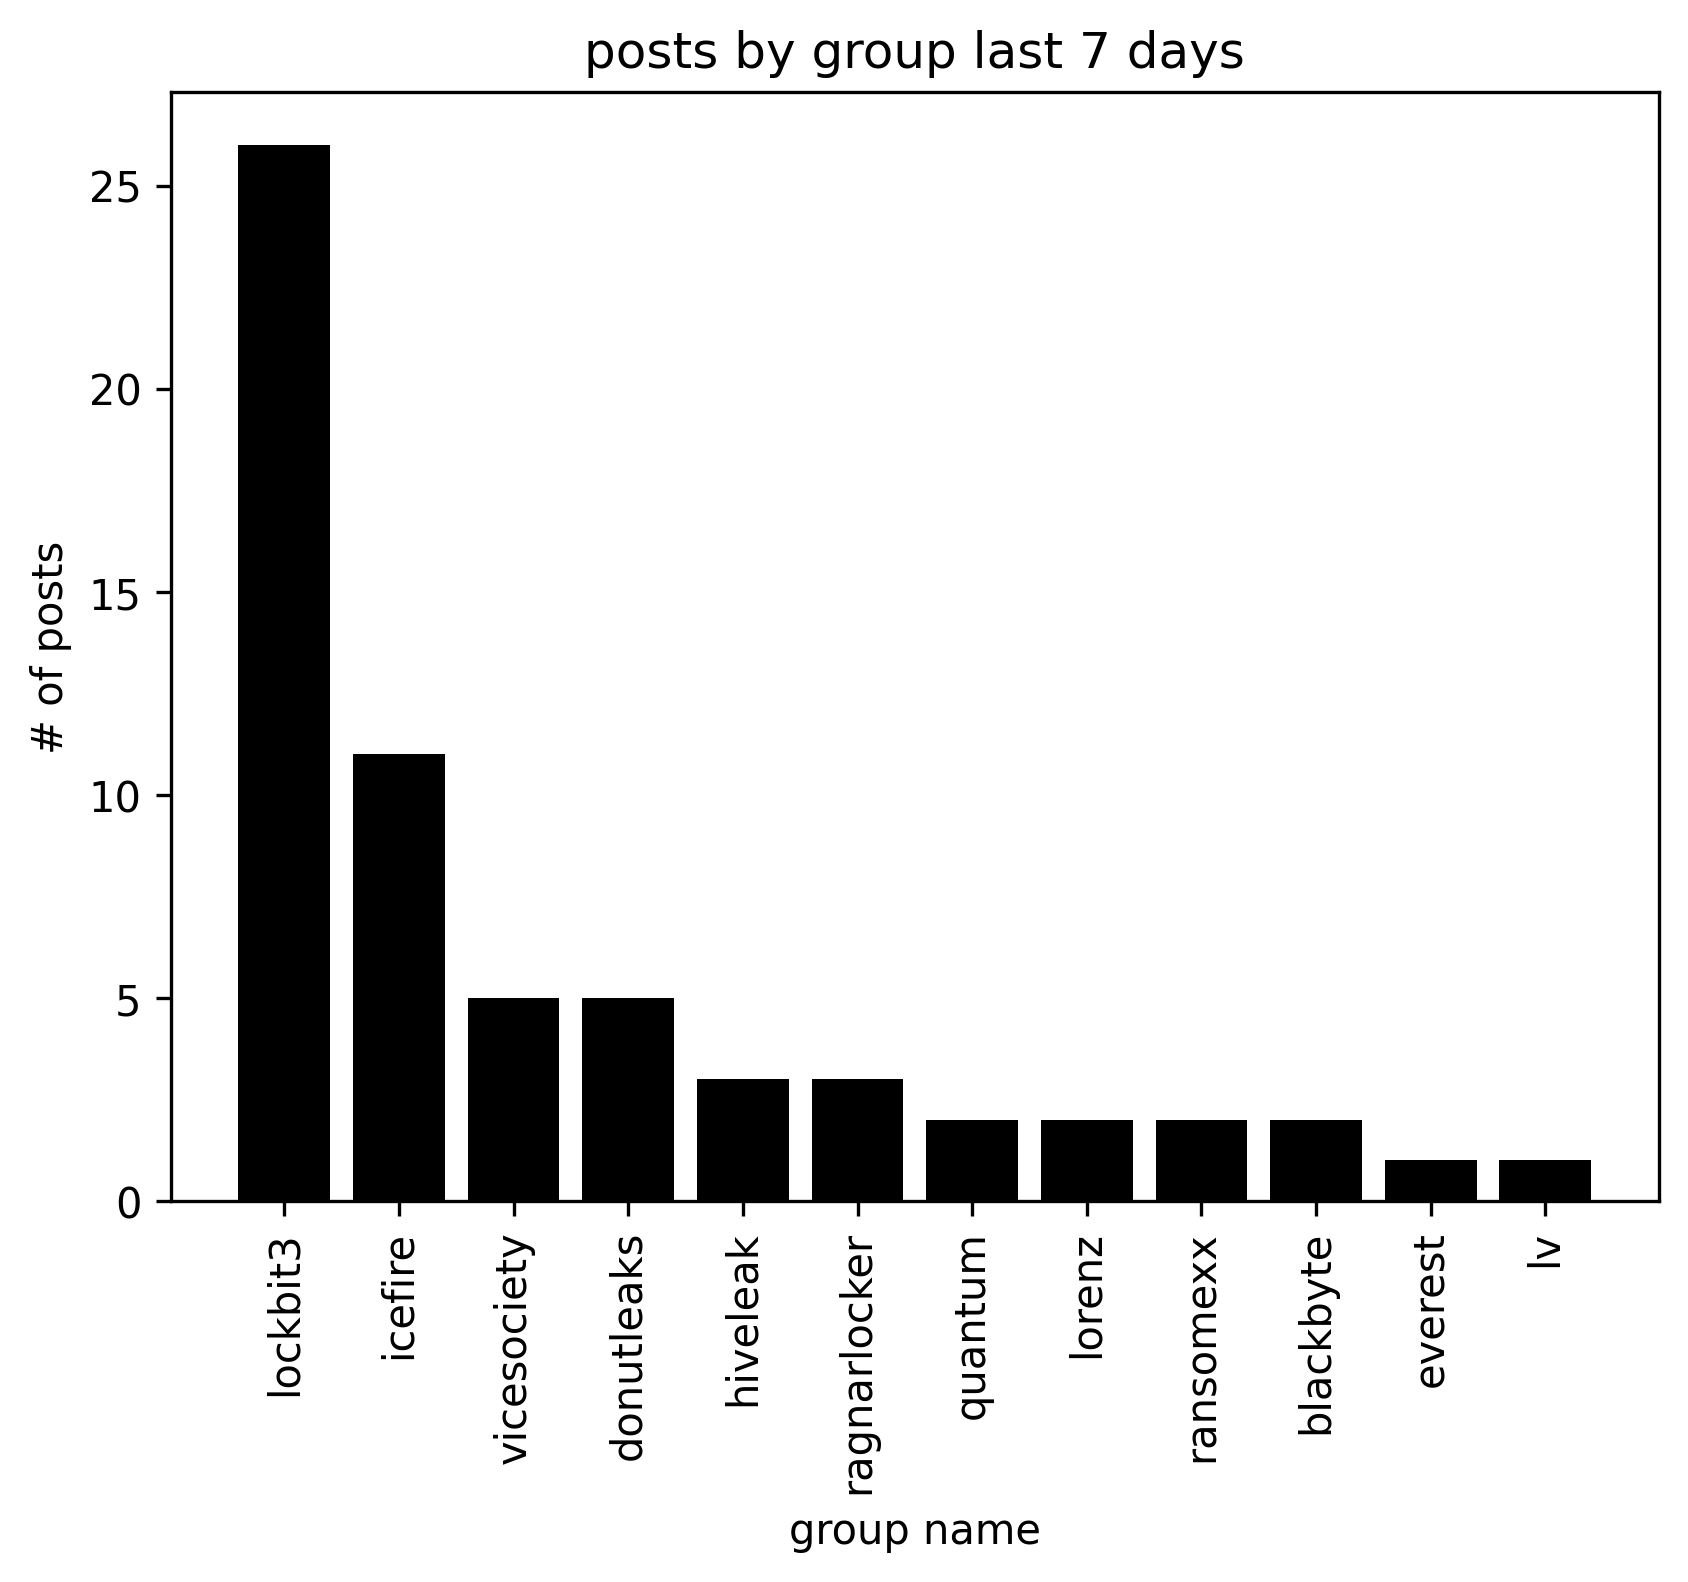 posts by group last 7 days
# of posts
25
20
15
10
5
0
lockbit3
icefire
vicesociety
donutleaks
hiveleak
ragnarlocker
quantum
lorenz
ransomexx
blackbyte
everest
lv
group name